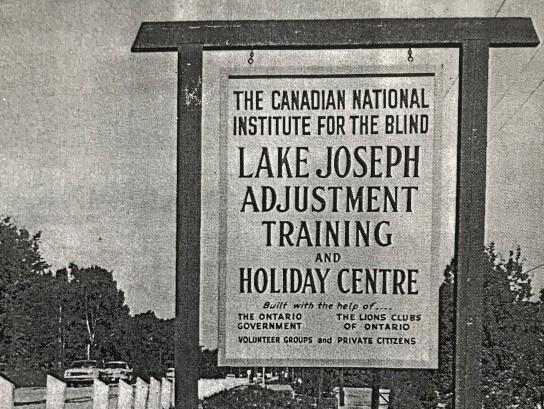 THE CANADIAN NATIONAL
INSTITUTE FOR THE BLIND
LAKE JOSEPH
ADJUSTMENT
TRAINING
AND
HOLIDAY CENTRE
Built with the help of....
THE ONTARIO THE LIONS CLUBS
GOVERNMENT OF ONTARIO
VOLUNTEER GROUPS and PRIVATE CITIZENS